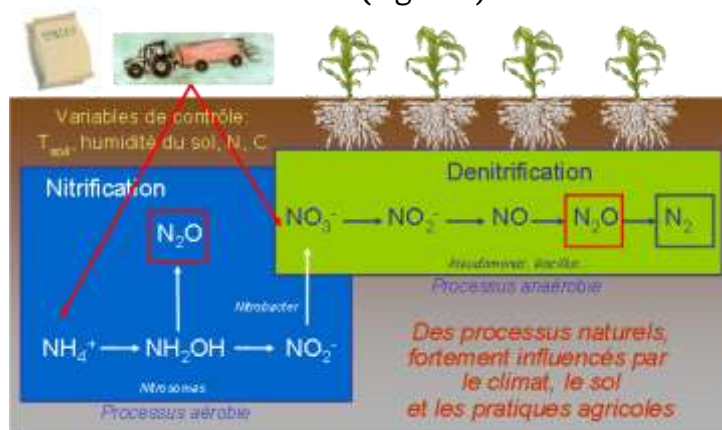 Variables de contrôle:
T, humidité du sol, N, C
Nitrification
N₂O
NH₄⁺ NH₂OH NO₂⁻
Nitrobacter
Nitrosomas
Processus aérobie
Denitrification
NO₃⁻ NO₂⁻ NO N₂O N₂
Processus anaérobie
Des processus naturels,
fortement influencés par
le climat, le sol
et les pratiques agricoles